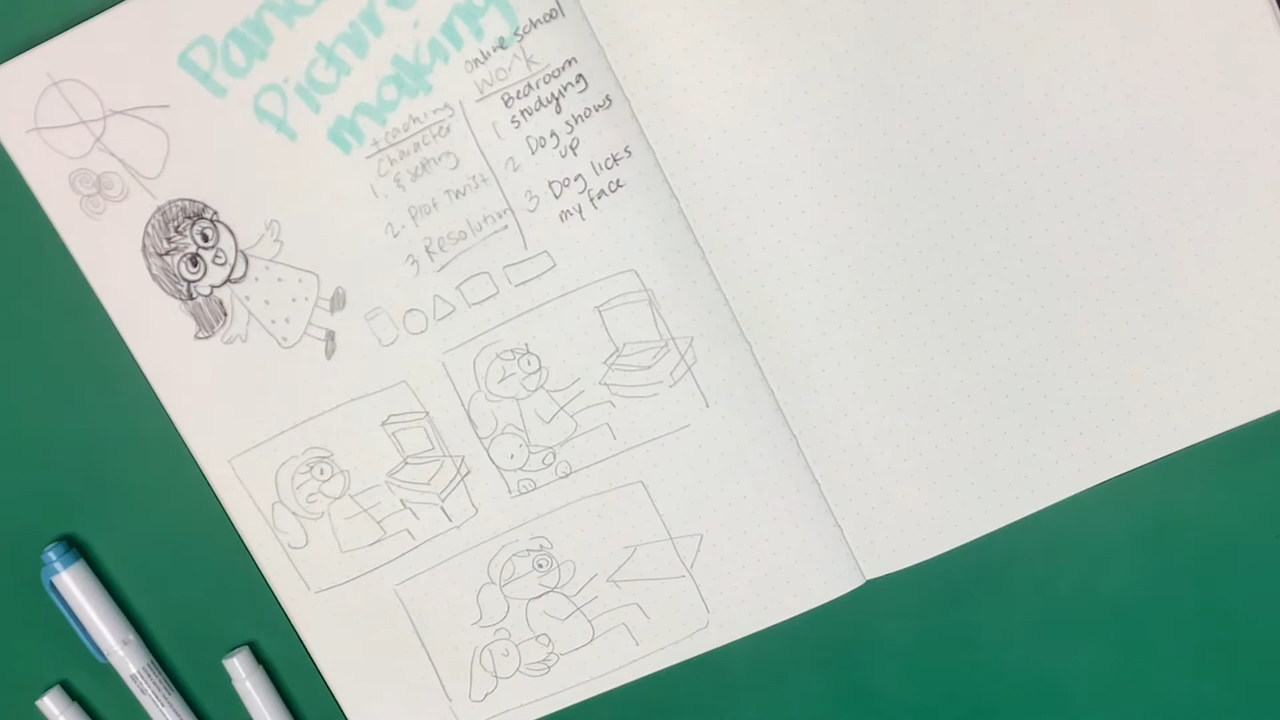 Picture
making
teaching
Character
1. & setting
2. Plot Twist
3. Resolution
online school
work
Bedroom
1 studying
2 Dog shows
up
3 Dog licks
my face